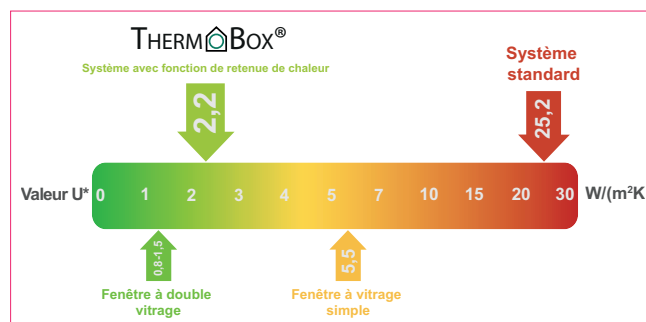 THERMOBOX®
Système avec fonction de retenue de chaleur
Système
standard
2,2
25,2
Valeur U* 0 1 2 3 4 5 7 10 15 20 30 W/(m²K
0,8-1,5
5,5
Fenêtre à double
vitrage
Fenêtre à vitrage
simple